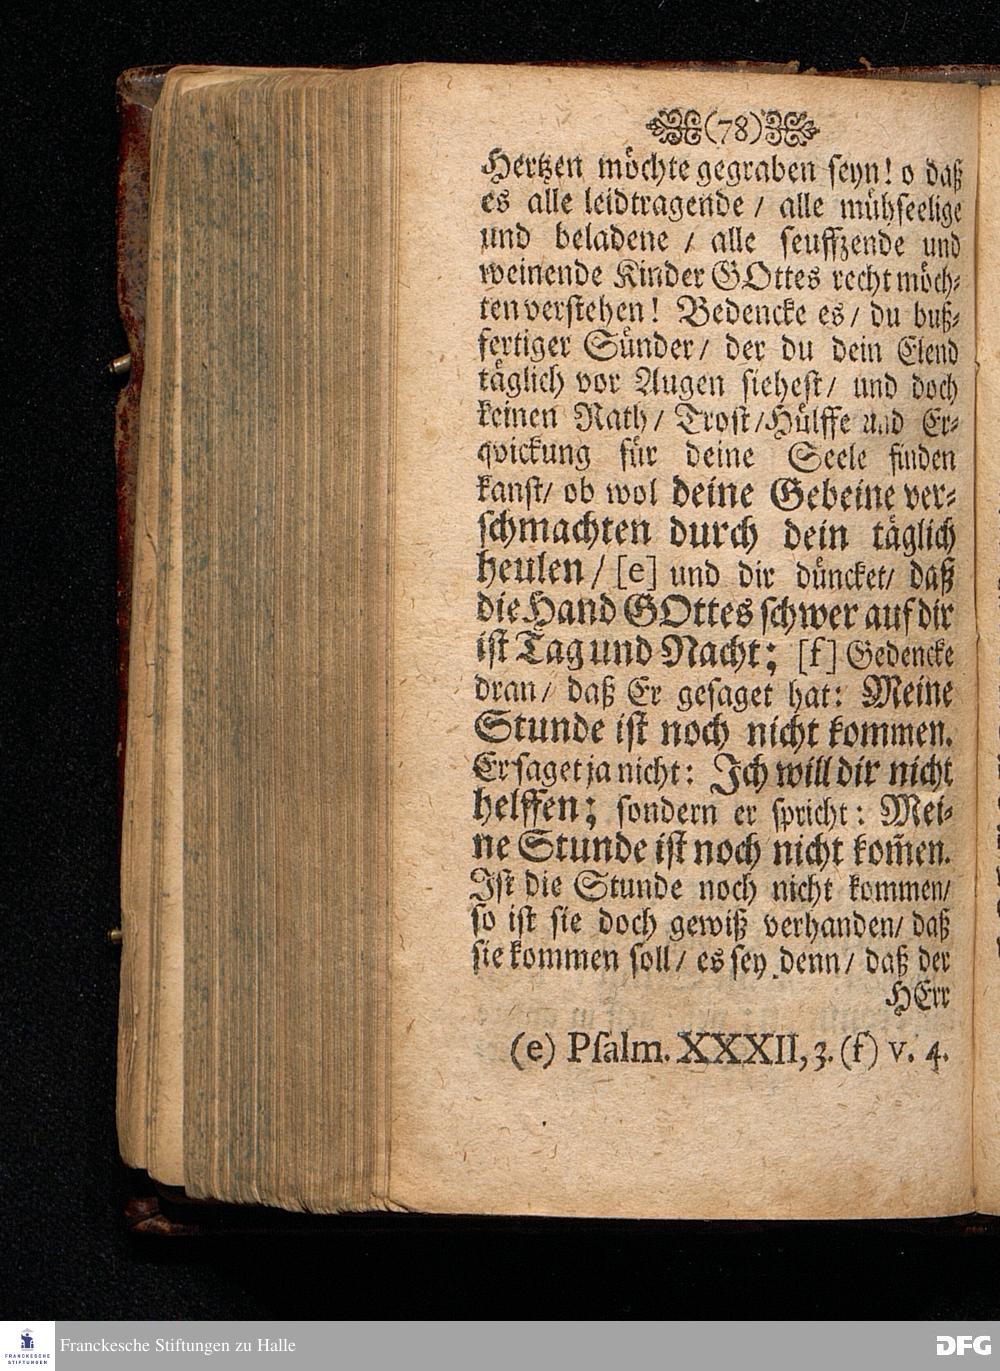 (78)
Hertzen möchte gegraben seyn! o daß
es alle leidtragende / alle mühseelige
und beladene / alle seuffzende und
weinende Kinder GOttes recht möch-
ten verstehen! Bedencke es/ du buß-
fertiger Sünder/ der du dein Elend
täglich vor Augen siehest/ und doch
keinen Rath/ Trost/Hülffe und Er-
qvickung für deine Seele finden
kanst/ ob wol deine Gebeine ver-
schmachten durch dein täglich
heulen / [e] und dir düncket/ daß
die Hand GOttes schwer auf dir
ist Tag und Nacht; [f] Gedencke
dran/ daß Er gesaget hat: Meine
Stunde ist noch nicht kommen.
Er saget ja nicht: Ich will dir nicht
helffen; sondern er spricht: Mei-
ne Stunde ist noch nicht kom̃en.
Ist die Stunde noch nicht kommen/
so ist sie doch gewiß verhanden/ daß
sie kommen soll/ es sey denn/ daß der
HErr
(e) Psalm. XXXII, 3. (f) v. 4.
FRANCKESCHE
STIFTUNGEN
Franckesche Stiftungen zu Halle
DFG